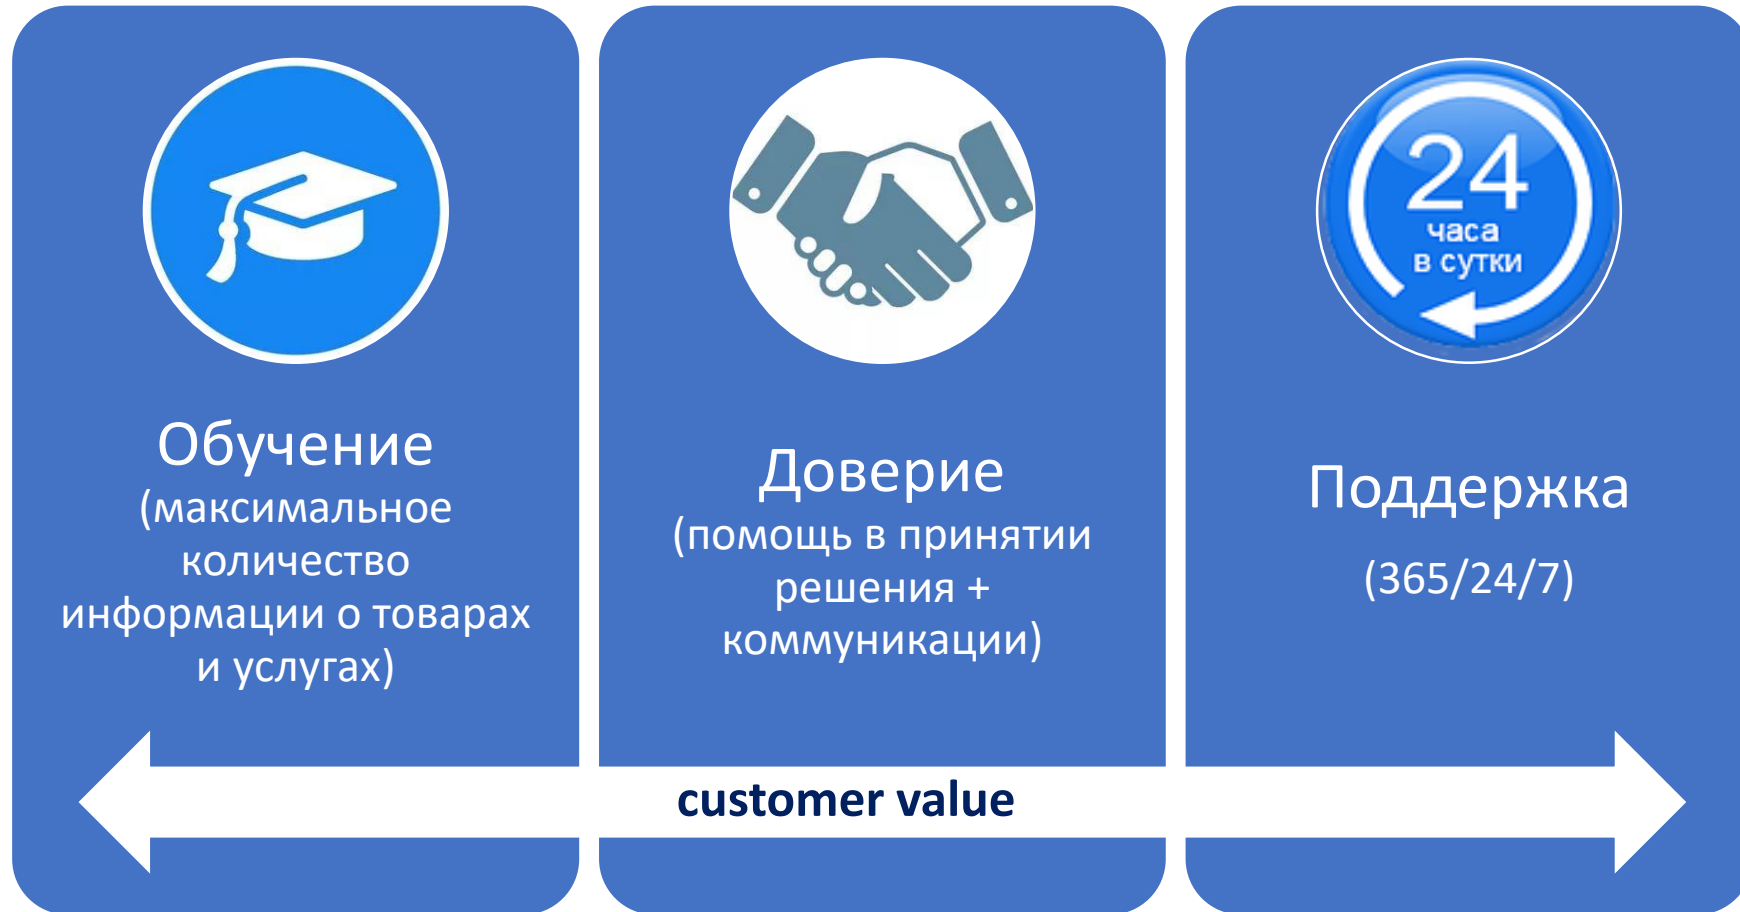 Обучение
(максимальное
количество
информации о товарах
и услугах)
Доверие
(помощь в принятии
решения +
коммуникации)
24
часа
в сутки
Поддержка
(365/24/7)
customer value